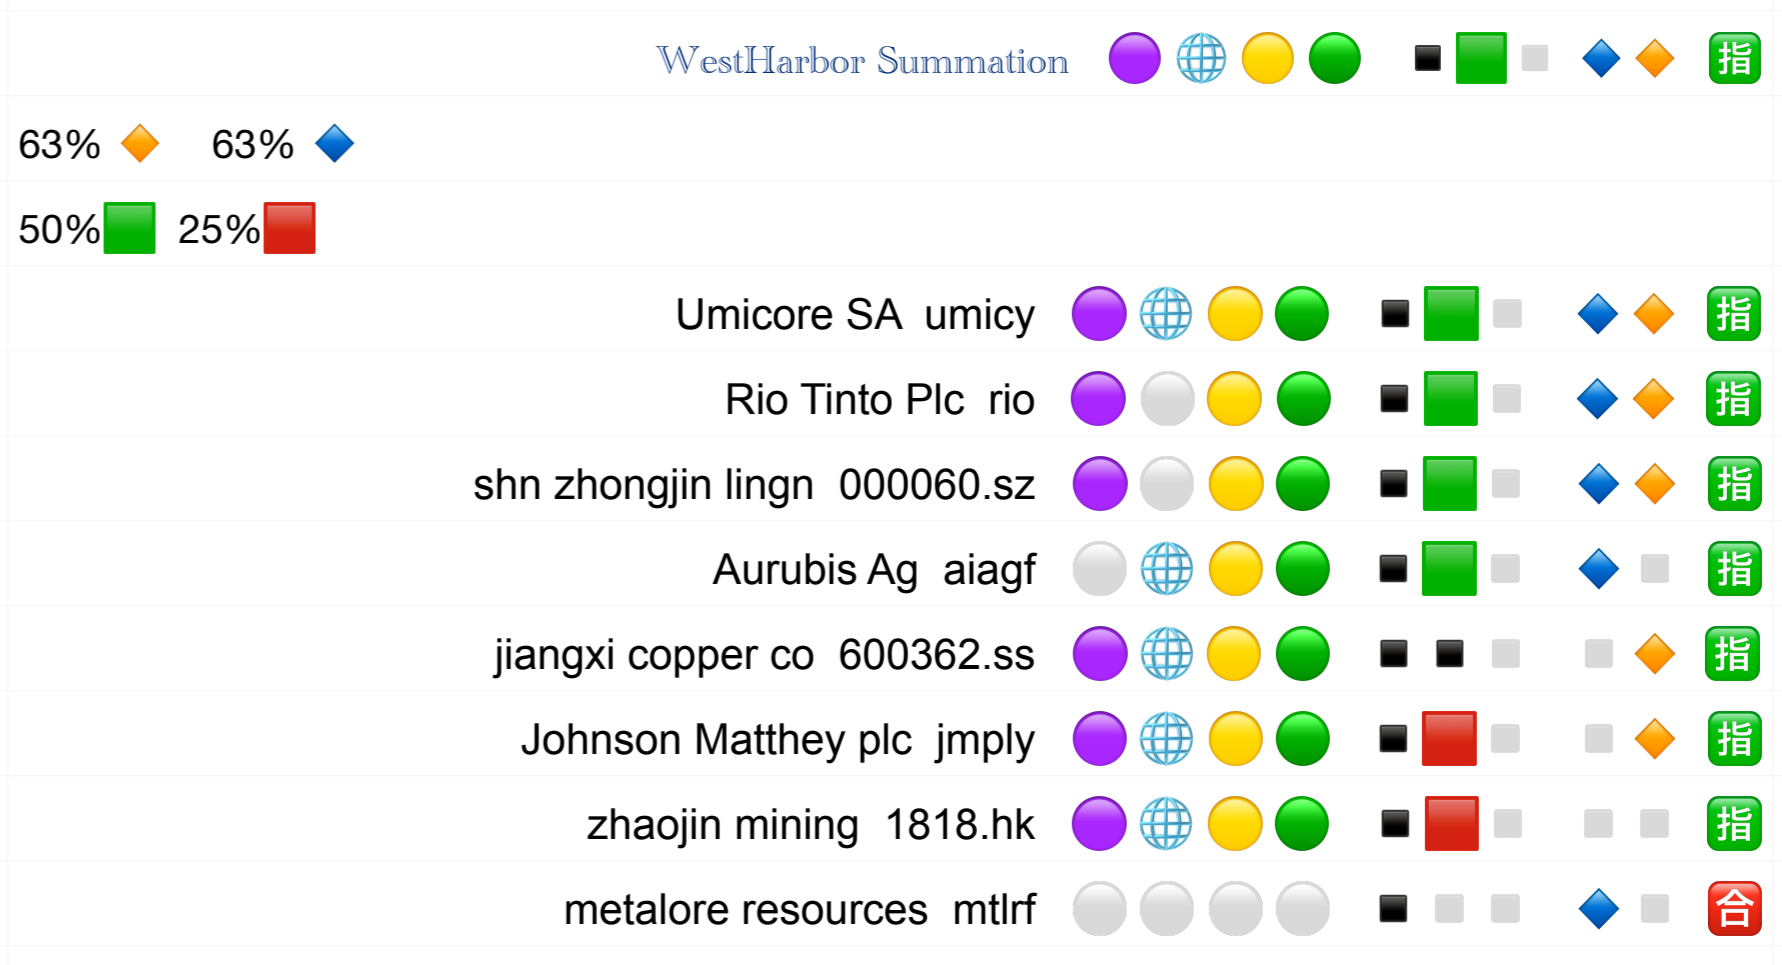 WestHarbor Summation 指
63% 63%
50% 25%
Umicore SA umicy 指
Rio Tinto Plc rio 指
shn zhongjin lingn 000060.sz 指
Aurubis Ag aiagf 指
jiangxi copper co 600362.ss 指
Johnson Matthey plc jmply 指
zhaojin mining 1818.hk 指
metalore resources mtlrf 合